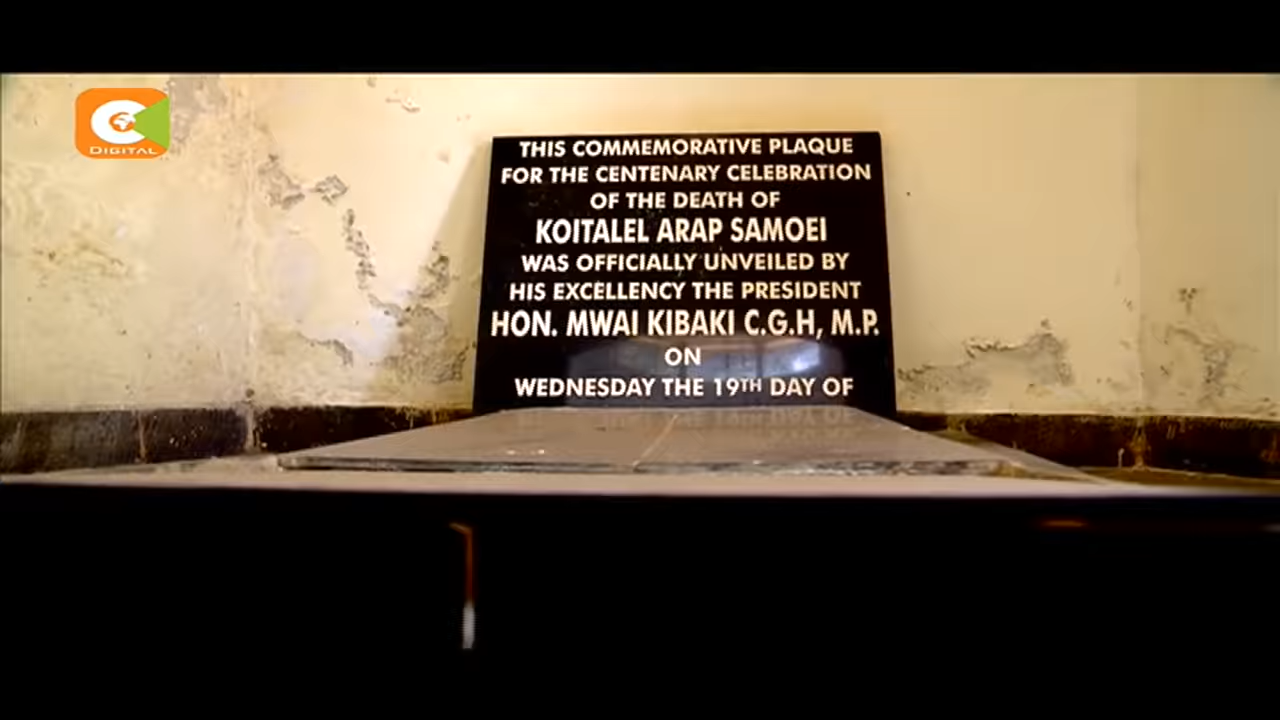 DIGITAL
THIS COMMEMORATIVE PLAQUE
FOR THE CENTENARY CELEBRATION
OF THE DEATH OF
KOITALEL ARAP SAMOEI
WAS OFFICIALLY UNVEILED BY
HIS EXCELLENCY THE PRESIDENT
HON. MWAI KIBAKI C.G.H, M.P.
ON
WEDNESDAY THE 19TH DAY OF